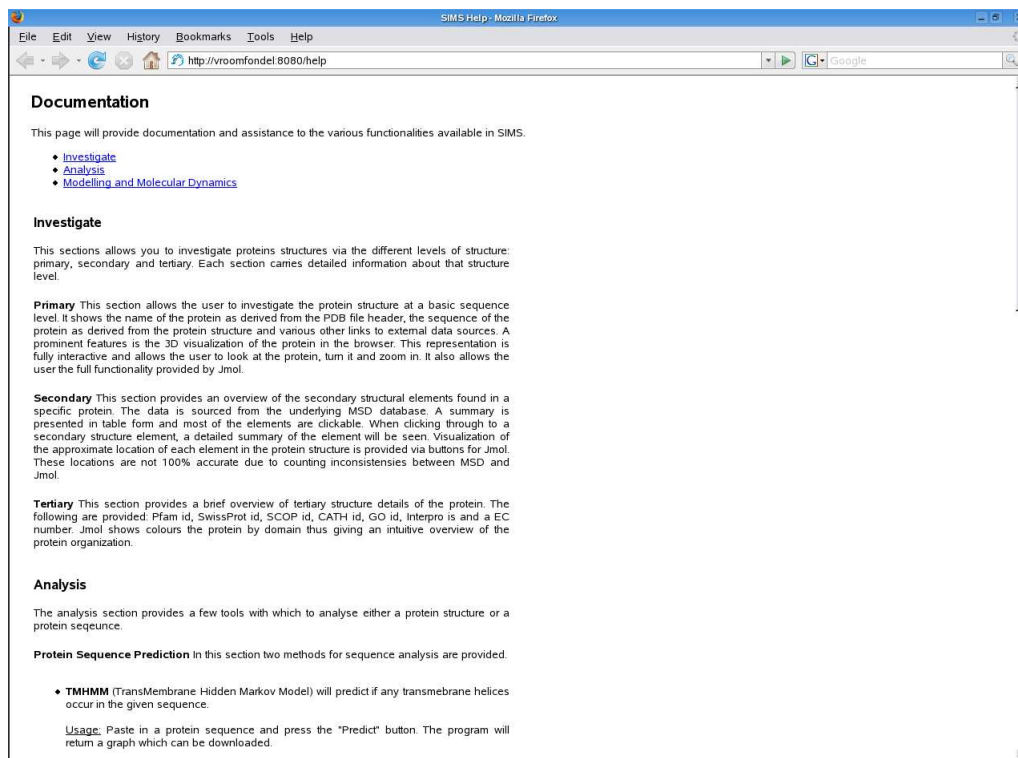 SIMS Help - Mozilla Firefox
File Edit View History Bookmarks Tools Help
http://vroomfondel:8080/help
G Google
Documentation
This page will provide documentation and assistance to the various functionalities available in SIMS.
Investigate
Analysis
Modelling and Molecular Dynamics
Investigate
This sections allows you to investigate proteins structures via the different levels of structure:
primary, secondary and tertiary. Each section carries detailed information about that structure
level.
Primary This section allows the user to investigate the protein structure at a basic sequence
level. It shows the name of the protein as derived from the PDB file header, the sequence of the
protein as derived from the protein structure and various other links to external data sources. A
prominent features is the 3D visualization of the protein in the browser. This representation is
fully interactive and allows the user to look at the protein, turn it and zoom in. It also allows the
user the full functionality provided by Jmol.
Secondary This section provides an overview of the secondary structural elements found in a
specific protein. The data is sourced from the underlying MSD database. A summary is
presented in table form and most of the elements are clickable. When clicking through to a
secondary structure element, a detailed summary of the element will be seen. Visualization of
the approximate location of each element in the protein structure is provided via buttons for Jmol.
These locations are not 100% accurate due to counting inconsistensies between MSD and
Jmol.
Tertiary This section provides a brief overview of tertiary structure details of the protein. The
following are provided: Pfam id, SwissProt id, SCOP id, CATH id, GO id, Interpro is and a EC
number. Jmol shows colours the protein by domain thus giving an intuitive overview of the
protein organization.
Analysis
The analysis section provides a few tools with which to analyse either a protein structure or a
protein seqeunce.
Protein Sequence Prediction In this section two methods for sequence analysis are provided.
TMHMM (TransMembrane Hidden Markov Model) will predict if any transmebrane helices
occur in the given sequence.
Usage: Paste in a protein sequence and press the "Predict" button. The program will
return a graph which can be downloaded.